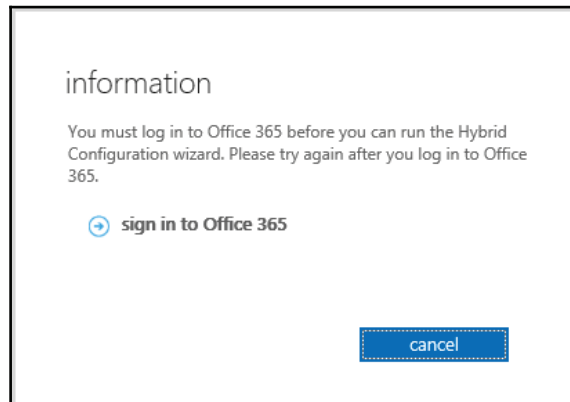 information
You must log in to Office 365 before you can run the Hybrid
Configuration wizard. Please try again after you log in to Office
365.
sign in to Office 365
cancel